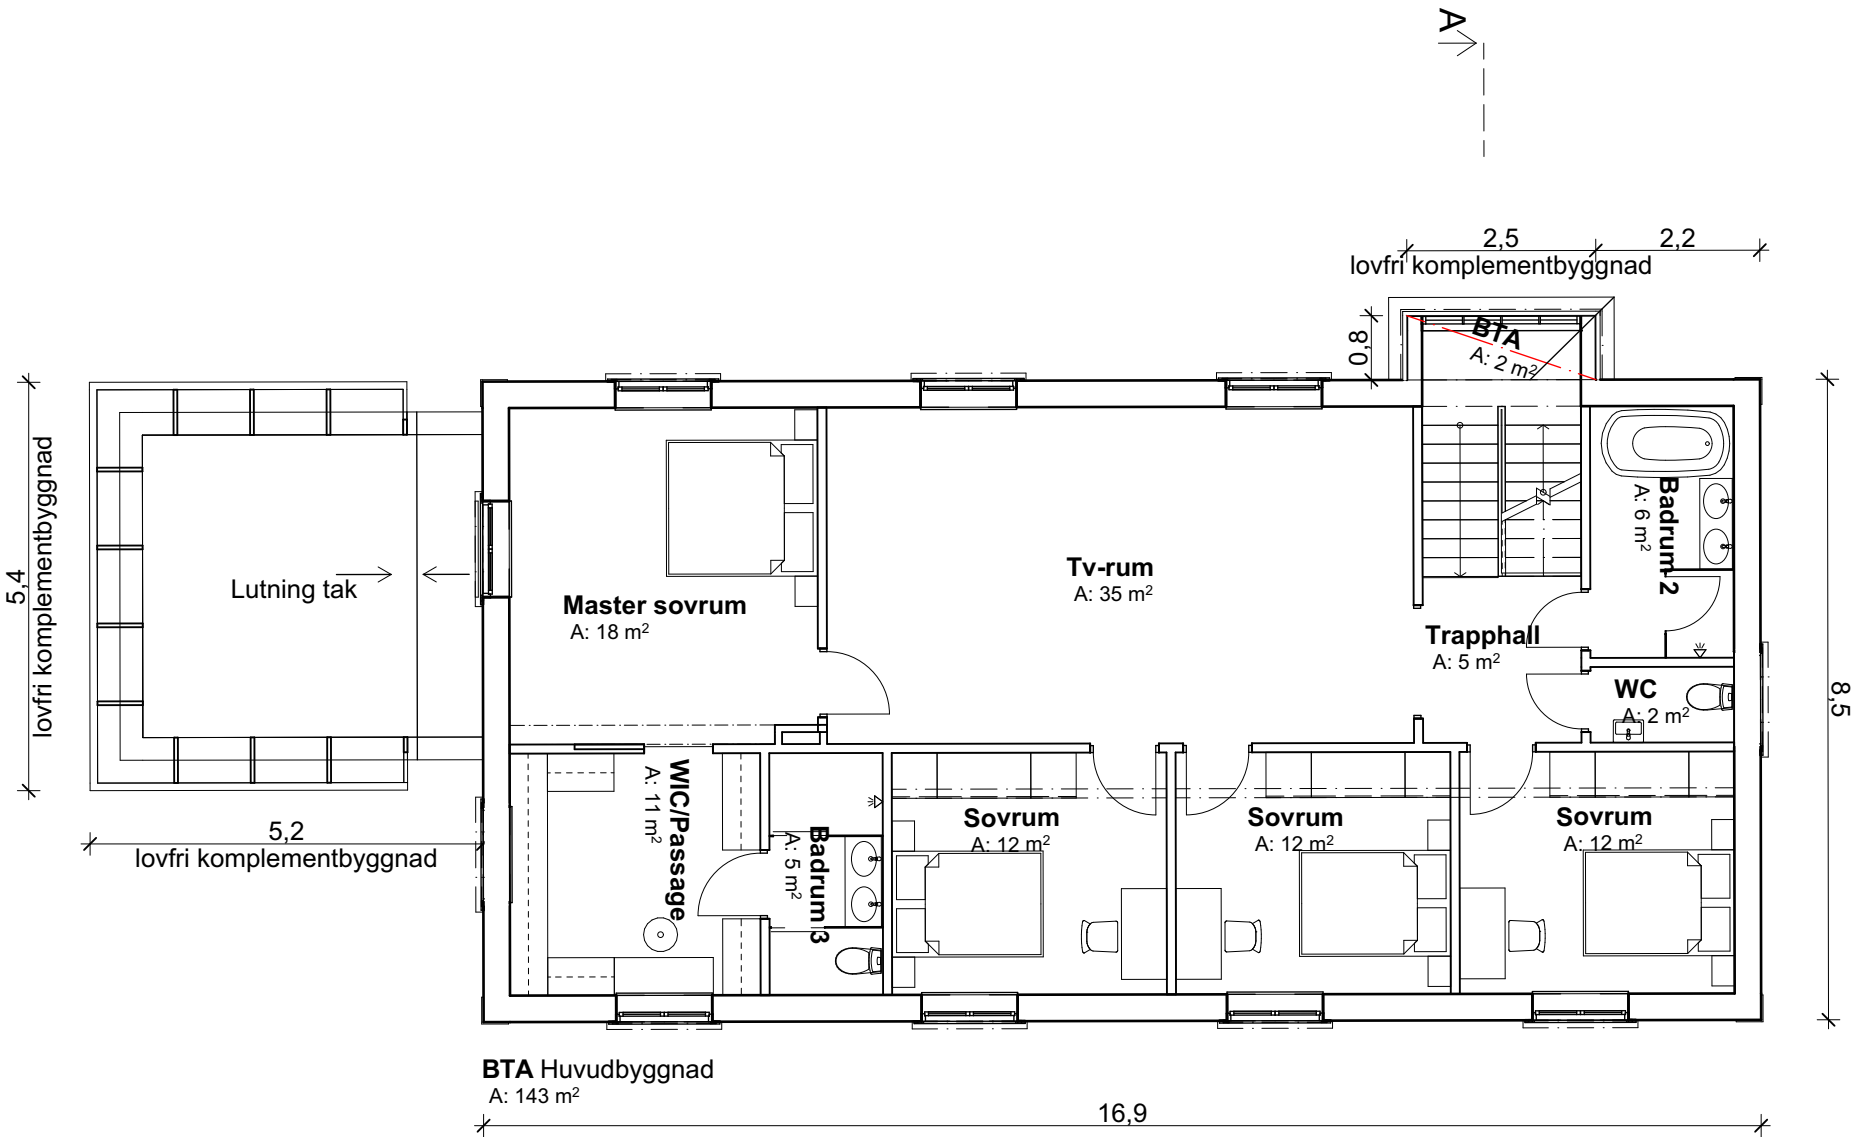 A
2,5
2,2
lovfri komplementbyggnad
0,8
BTA
A: 2 m²
5,4
lovfri komplementbyggnad
Lutning tak
Master sovrum
A: 18 m²
Tv-rum
A: 35 m²
Trapphall
A: 5 m²
Badrum 2
A: 6 m²
WC
A: 2 m²
8,5
WIC/Passage
A: 11 m²
Badrum 3
A: 5 m²
Sovrum
A: 12 m²
Sovrum
A: 12 m²
Sovrum
A: 12 m²
5,2
lovfri komplementbyggnad
BTA Huvudbyggnad
A: 143 m²
16,9